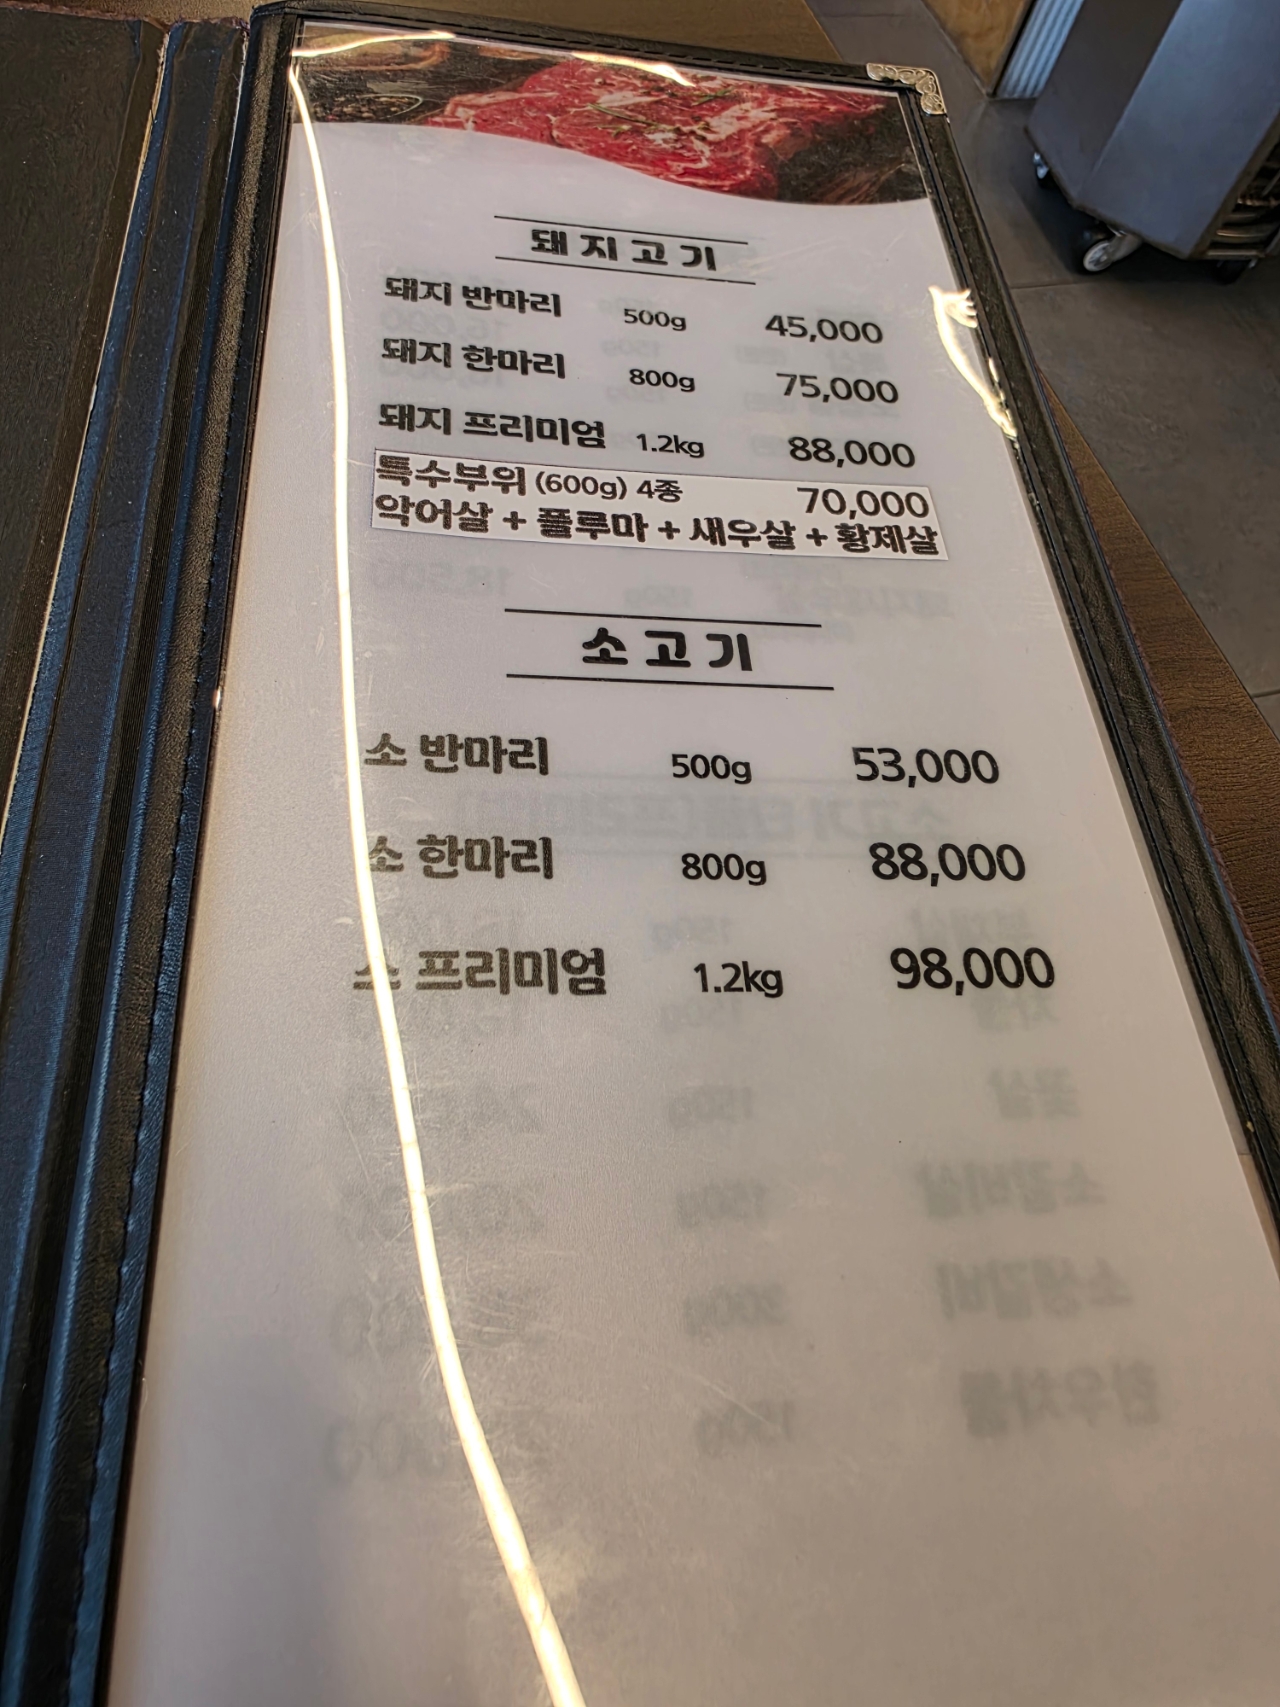 돼지고기
돼지 반마리 500g 45,000
돼지 한마리 800g 75,000
돼지 프리미엄 1.2kg 88,000
특수부위 (600g) 4종 70,000
악어살 + 플루마 + 새우살 + 황제살
소고기
소 반마리 500g 53,000
소 한마리 800g 88,000
소 프리미엄 1.2kg 98,000